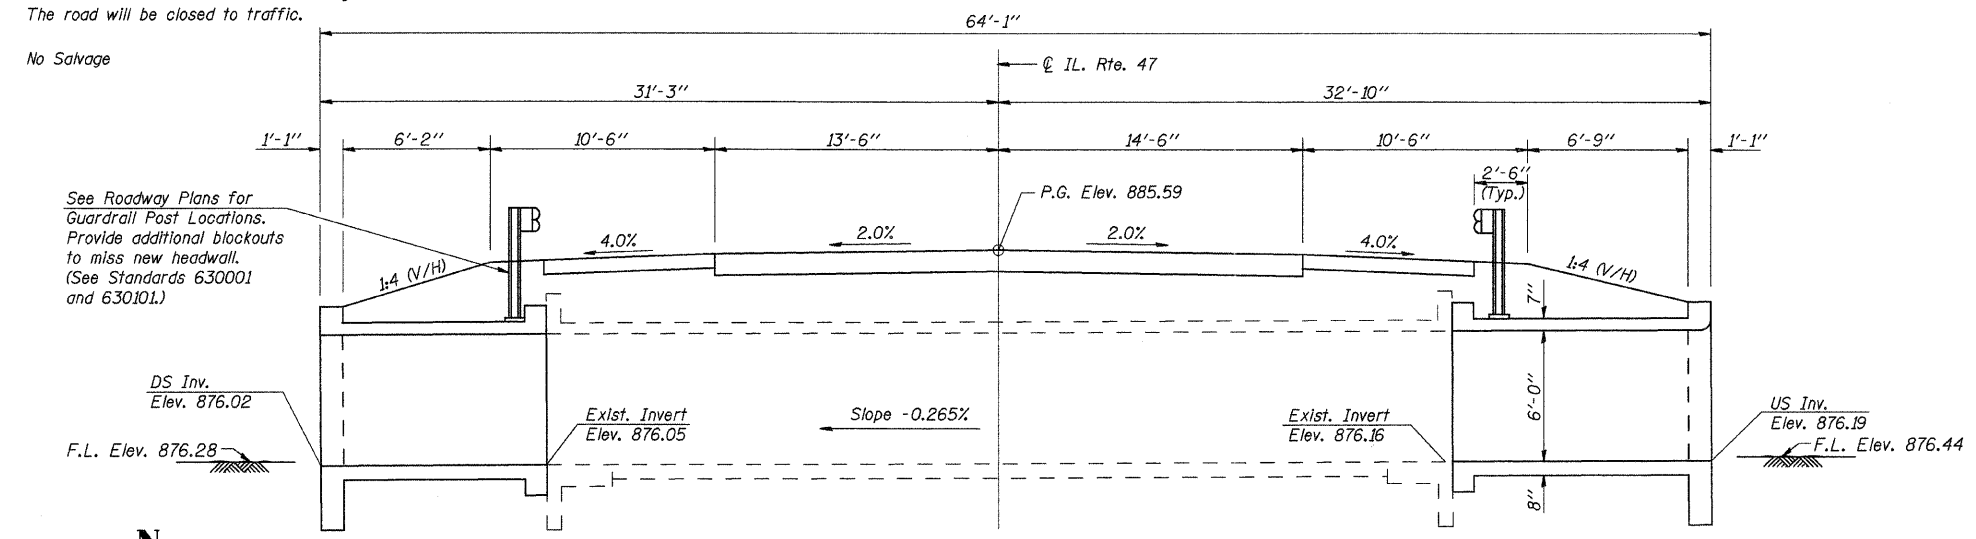 The road will be closed to traffic.
No Salvage
64'-1"
℄ IL. Rte. 47
31'-3"
32'-10"
1'-1"
6'-2"
10'-6"
13'-6"
14'-6"
10'-6"
6'-9"
1'-1"
2'-6"
(Typ.)
See Roadway Plans for
Guardrail Post Locations.
Provide additional blockouts
to miss new headwall.
(See Standards 630001
and 630101.)
P.G. Elev. 885.59
4.0%
2.0%
2.0%
4.0%
1:4 (V/H)
1:4 (V/H)
7"
DS Inv.
Elev. 876.02
Exist. Invert
Elev. 876.05
Slope -0.265%
Exist. Invert
Elev. 876.16
6'-0"
US Inv.
Elev. 876.19
F.L. Elev. 876.28
F.L. Elev. 876.44
8"
N